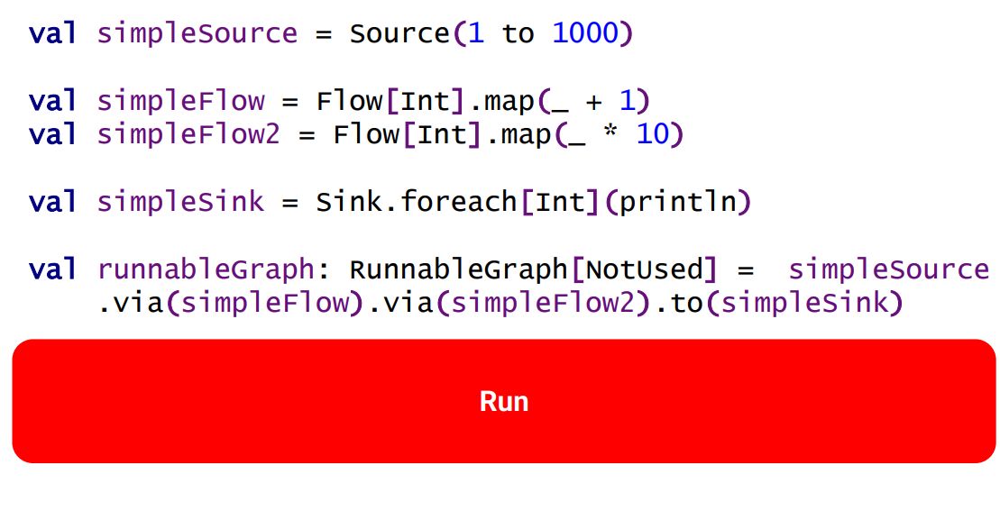 val simpleSource = Source(1 to 1000)
val simpleFlow = Flow[Int].map(_ + 1)
val simpleFlow2 = Flow[Int].map(_ * 10)
val simpleSink = Sink.foreach[Int](println)
val runnableGraph: RunnableGraph[NotUsed] = simpleSource
.via(simpleFlow).via(simpleFlow2).to(simpleSink)
Run